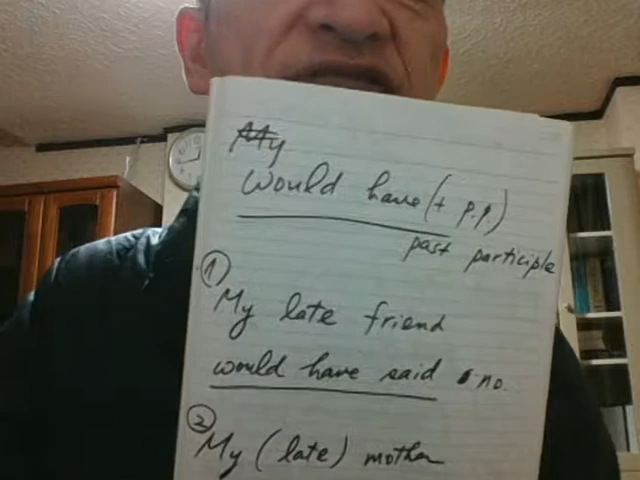 My
would have (+ p.p)
past participle
① My late friend
would have said no.
② My (late) mother